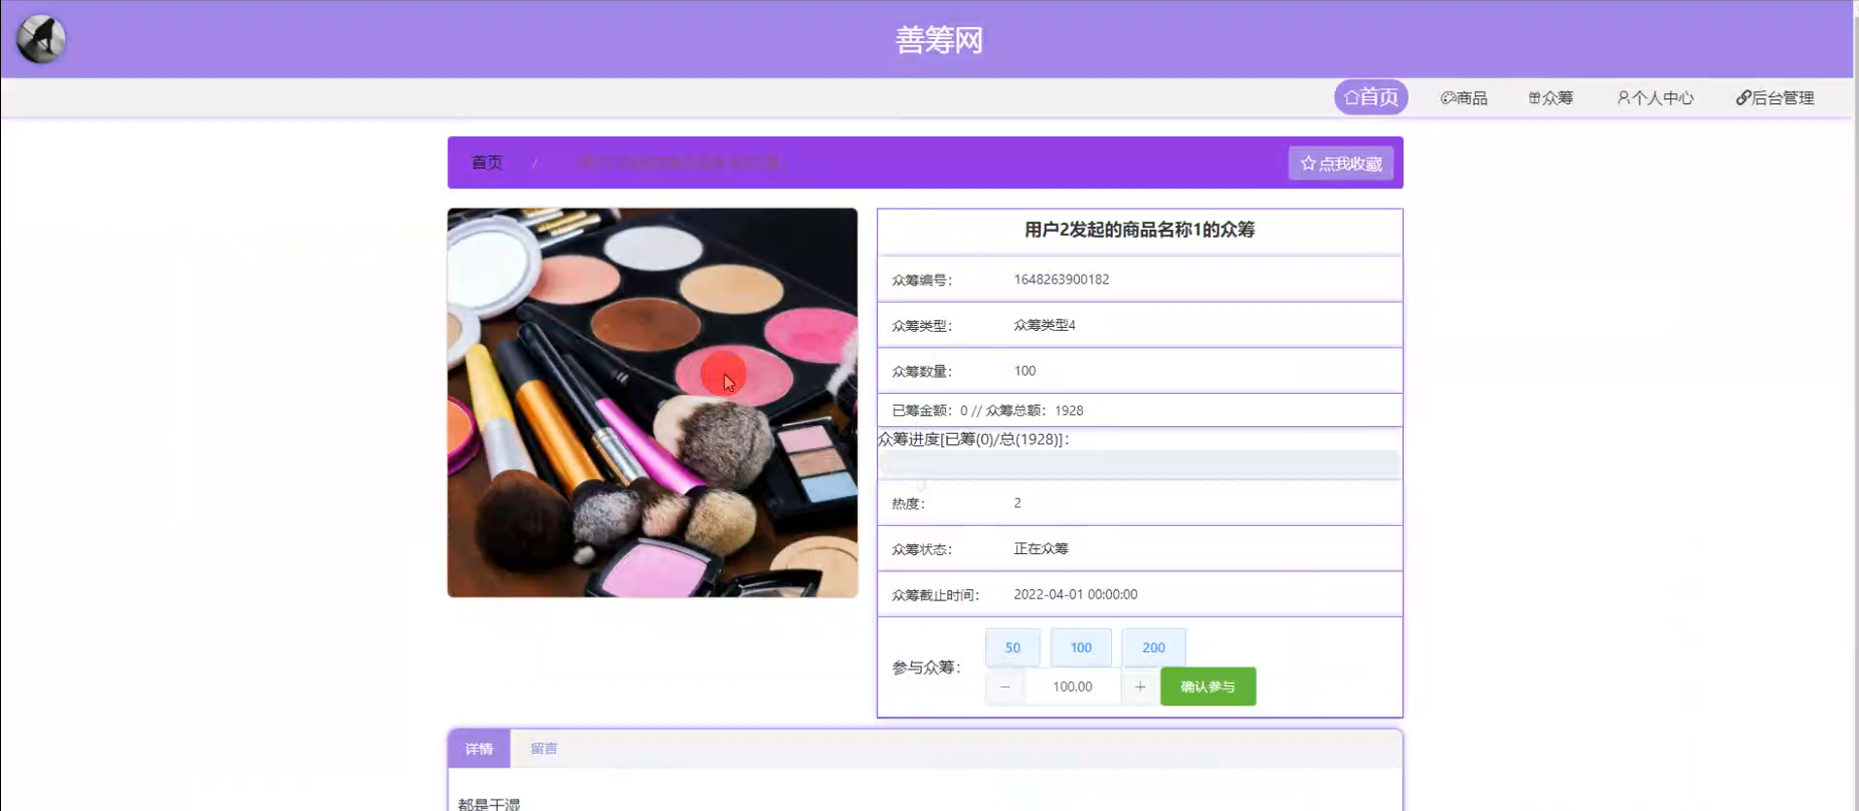 善筹网
首页 商品 众筹 个人中心 后台管理
首页 / 点我收藏
用户2发起的商品名称1的众筹
众筹编号： 1648263900182
众筹类型： 众筹类型4
众筹数量： 100
已筹金额：0 // 众筹总额：1928
众筹进度[已筹(0)/总(1928)]：
热度： 2
众筹状态： 正在众筹
众筹截止时间： 2022-04-01 00:00:00
50 100 200
参与众筹：
− 100.00 + 确认参与
详情 留言
都是干湿